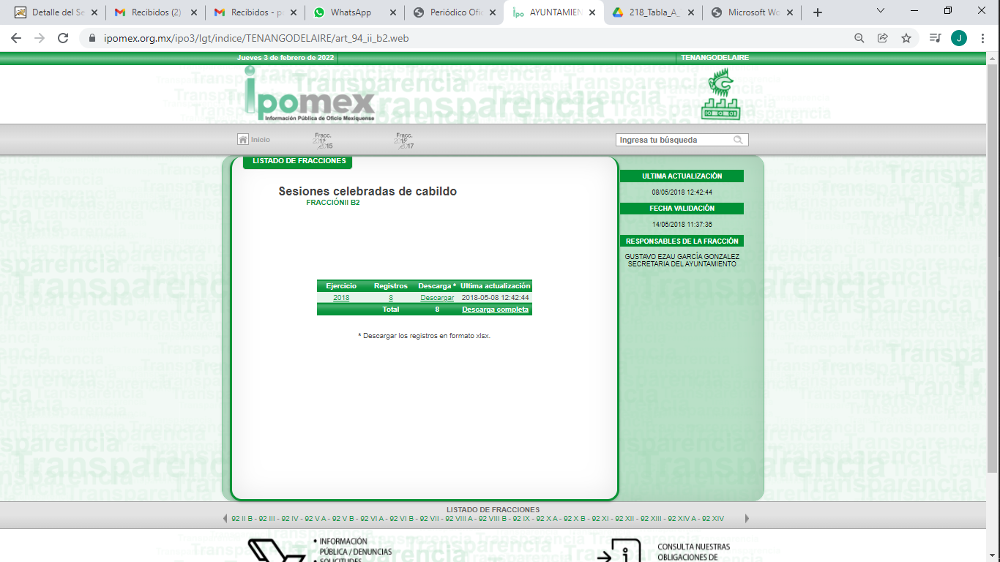 Detalle del Se
Recibidos (2)
Recibidos - p
WhatsApp
Periódico Ofic
AYUNTAMIEN
218_Tabla_A_
Microsoft Wo
ipomex.org.mx/ipo3/lgt/indice/TENANGODELAIRE/art_94_ii_b2.web
J
Jueves 3 de febrero de 2022
TENANGODELAIRE
ipomex
Información Pública de Oficio Mexiquense
Inicio
Fracc.
2015
Fracc.
2017
Ingresa tu búsqueda
LISTADO DE FRACCIONES
Sesiones celebradas de cabildo
FRACCIÓNII B2
Ejercicio Registros Descarga * Ultima actualización
2018 8 Descargar 2018-05-08 12:42:44
Total 8 Descarga completa
* Descargar los registros en formato xlsx.
ULTIMA ACTUALIZACIÓN
08/05/2018 12:42:44
FECHA VALIDACIÓN
14/05/2018 11:37:36
RESPONSABLES DE LA FRACCIÓN
GUSTAVO EZAU GARCÍA GONZALEZ
SECRETARIA DEL AYUNTAMIENTO
LISTADO DE FRACCIONES
92 II B - 92 III - 92 IV - 92 V A - 92 V B - 92 VI A - 92 VI B - 92 VII - 92 VIII A - 92 VIII B - 92 IX - 92 X A - 92 X B - 92 XI - 92 XII - 92 XIII - 92 XIV A - 92 XIV
• INFORMACIÓN
PÚBLICA / DENUNCIAS
• SOLICITUDES
CONSULTA NUESTRAS
OBLIGACIONES DE